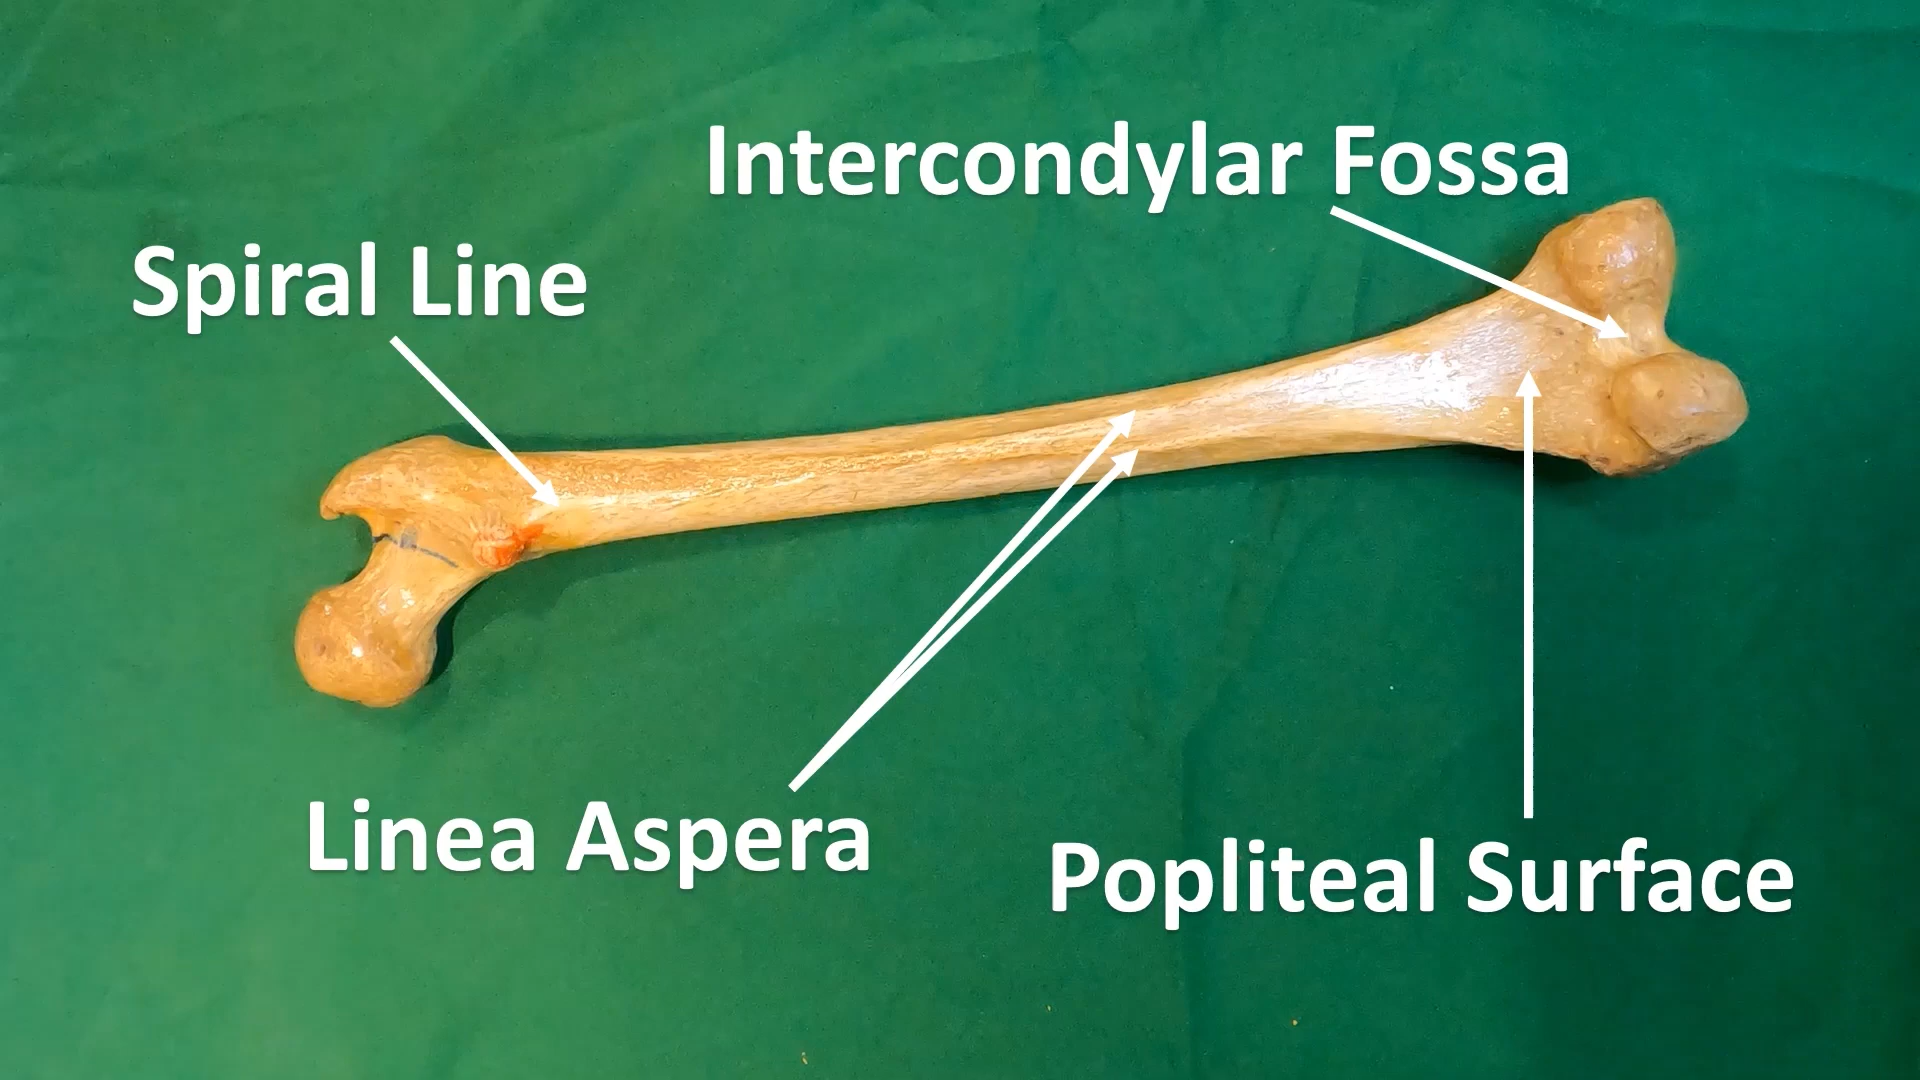 Intercondylar Fossa
Spiral Line
Linea Aspera
Popliteal Surface